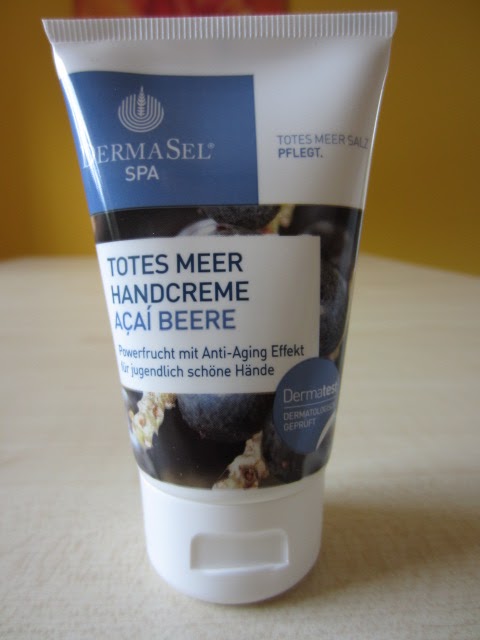 DERMASEL®
SPA
TOTES MEER SALZ
PFLEGT.
TOTES MEER
HANDCREME
AÇAÍ BEERE
Powerfrucht mit Anti-Aging Effekt
für jugendlich schöne Hände
Dermatest
DERMATOLOGISCH
GEPRÜFT